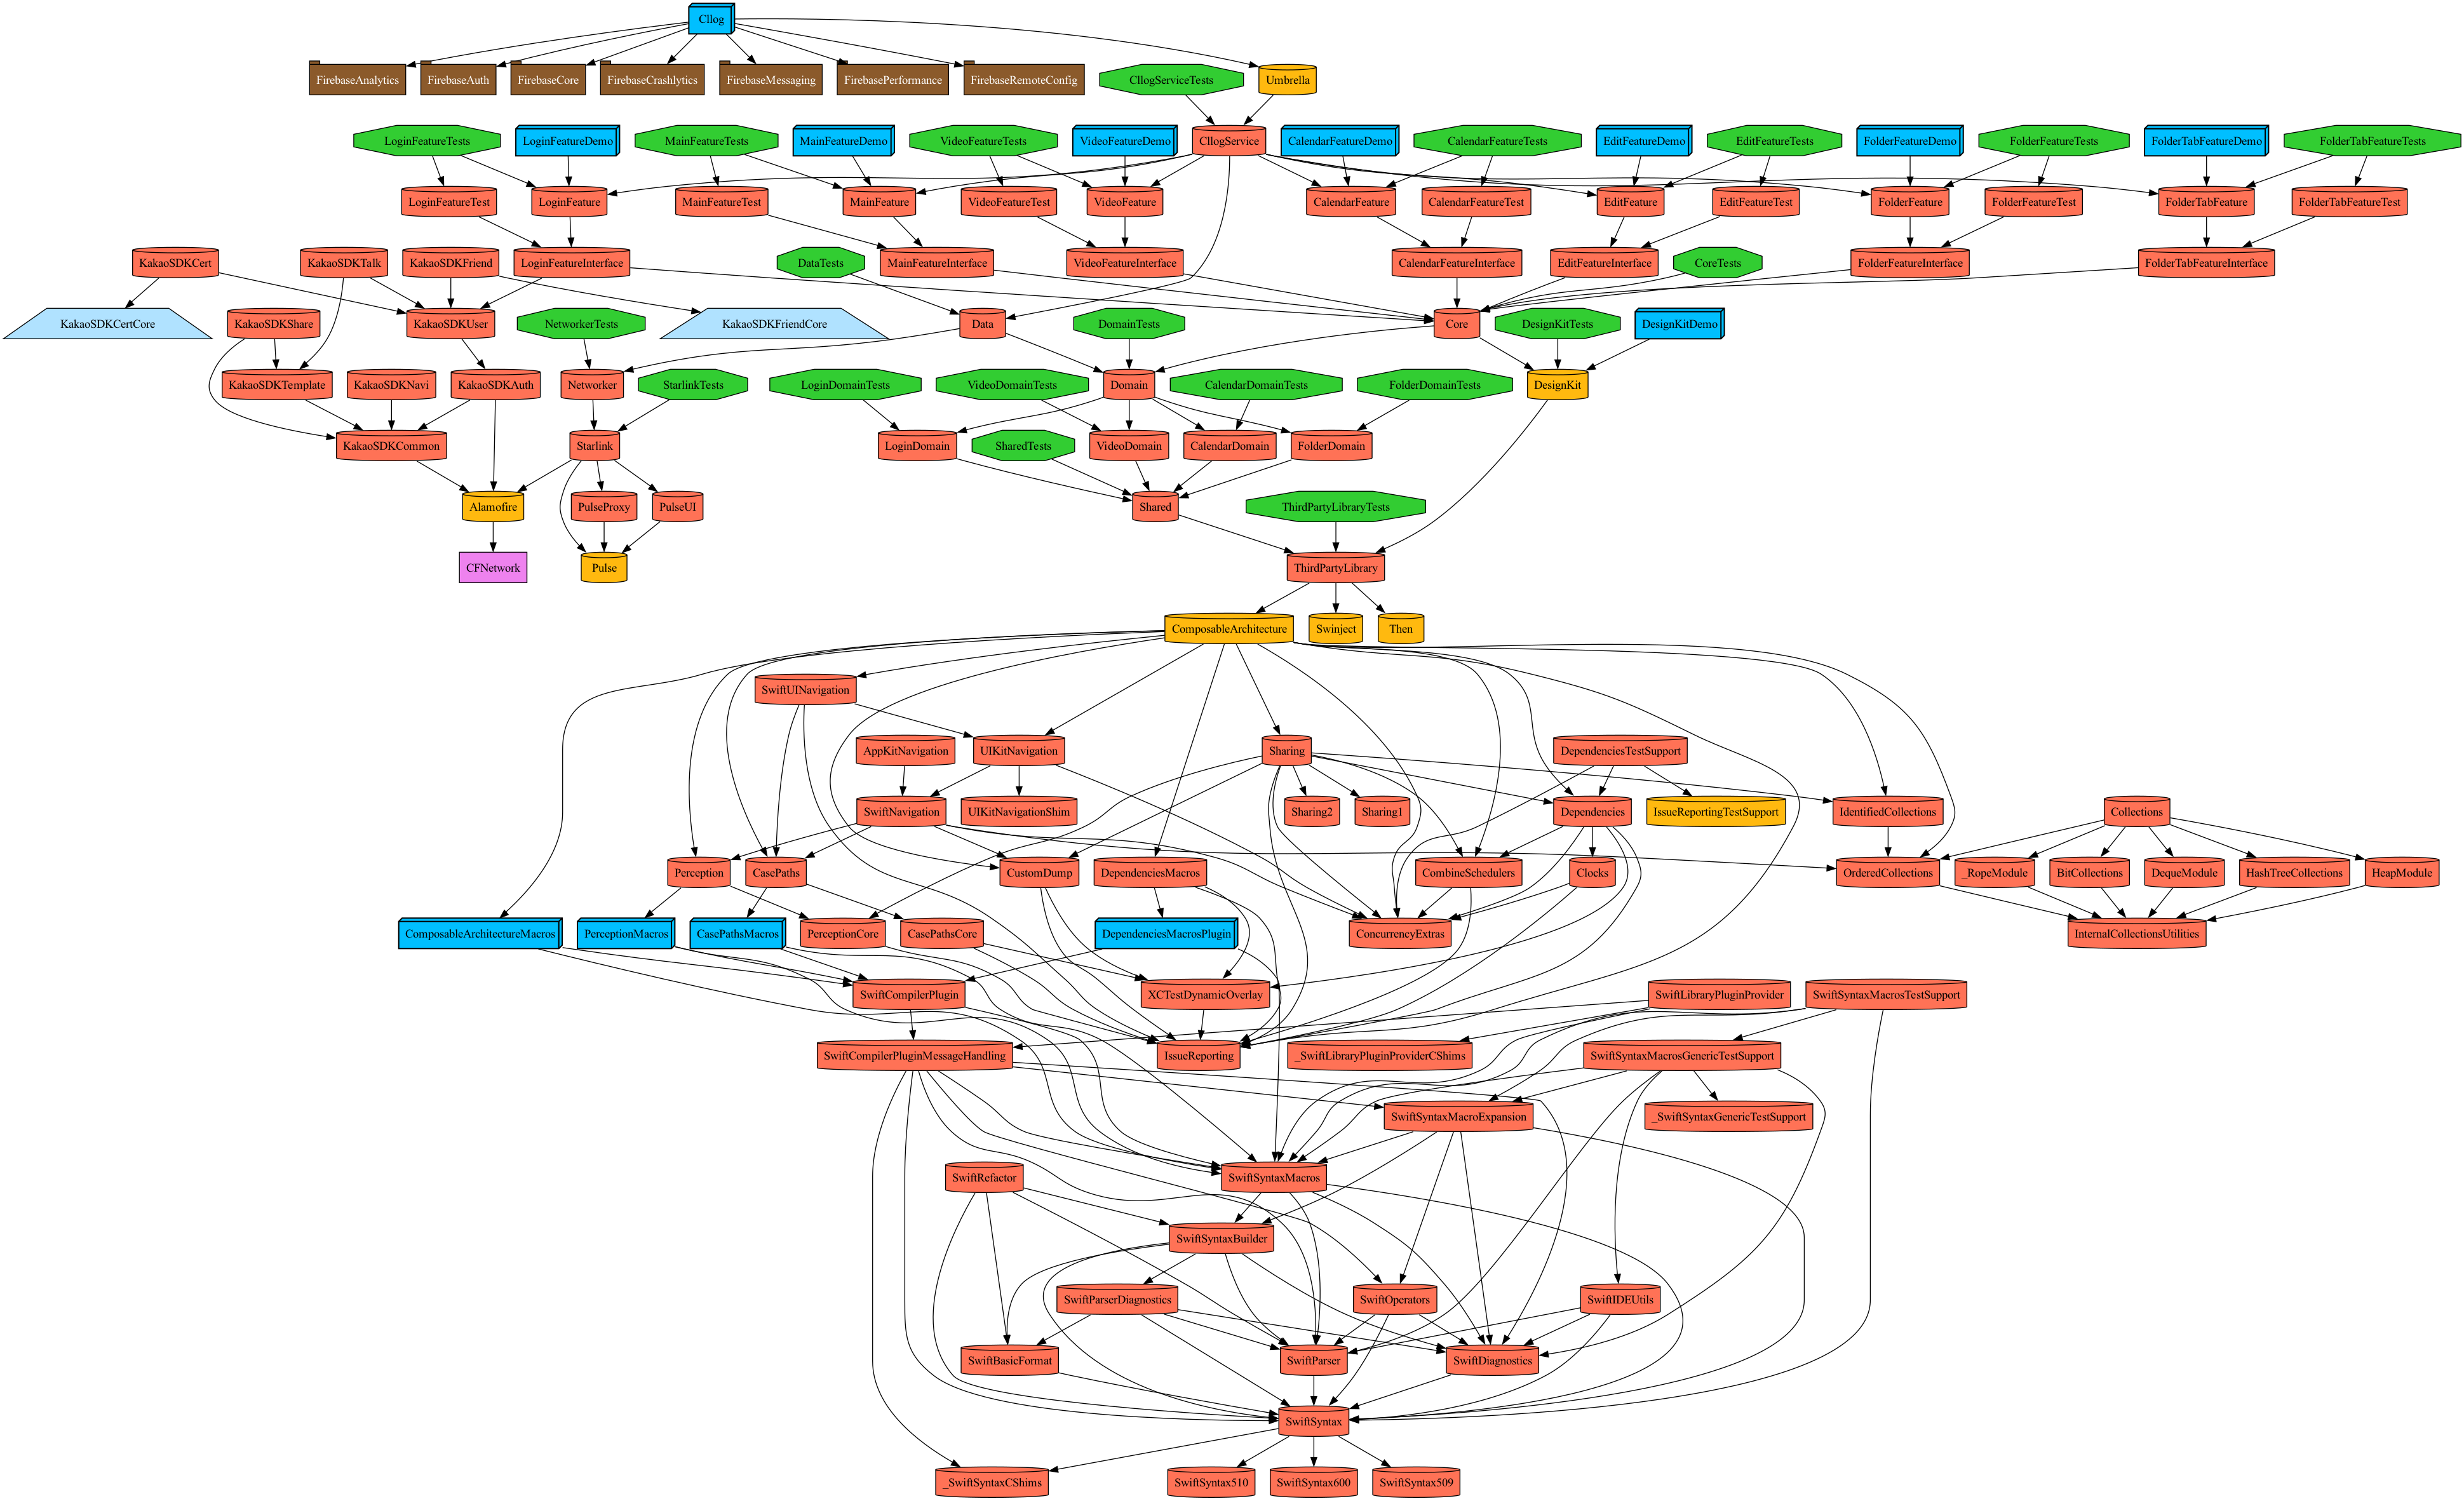 Cllog
FirebaseAnalytics
FirebaseAuth
FirebaseCore
FirebaseCrashlytics
FirebaseMessaging
FirebasePerformance
FirebaseRemoteConfig
CllogServiceTests
Umbrella
LoginFeatureTests
LoginFeatureDemo
MainFeatureTests
MainFeatureDemo
VideoFeatureTests
VideoFeatureDemo
CllogService
CalendarFeatureDemo
CalendarFeatureTests
EditFeatureDemo
EditFeatureTests
FolderFeatureDemo
FolderFeatureTests
FolderTabFeatureDemo
FolderTabFeatureTests
LoginFeatureTest
LoginFeature
MainFeatureTest
MainFeature
VideoFeatureTest
VideoFeature
CalendarFeature
CalendarFeatureTest
EditFeature
EditFeatureTest
FolderFeature
FolderFeatureTest
FolderTabFeature
FolderTabFeatureTest
KakaoSDKCert
KakaoSDKTalk
KakaoSDKFriend
LoginFeatureInterface
DataTests
MainFeatureInterface
VideoFeatureInterface
CalendarFeatureInterface
EditFeatureInterface
CoreTests
FolderFeatureInterface
FolderTabFeatureInterface
KakaoSDKCertCore
KakaoSDKShare
KakaoSDKUser
NetworkerTests
KakaoSDKFriendCore
Data
DomainTests
Core
DesignKitTests
DesignKitDemo
KakaoSDKTemplate
KakaoSDKNavi
KakaoSDKAuth
Networker
StarlinkTests
LoginDomainTests
VideoDomainTests
Domain
CalendarDomainTests
FolderDomainTests
DesignKit
KakaoSDKCommon
Starlink
LoginDomain
SharedTests
VideoDomain
CalendarDomain
FolderDomain
Alamofire
PulseProxy
PulseUI
Shared
ThirdPartyLibraryTests
CFNetwork
Pulse
ThirdPartyLibrary
ComposableArchitecture
Swinject
Then
SwiftUINavigation
AppKitNavigation
UIKitNavigation
Sharing
DependenciesTestSupport
SwiftNavigation
UIKitNavigationShim
Sharing2
Sharing1
Dependencies
IssueReportingTestSupport
IdentifiedCollections
Collections
Perception
CasePaths
CustomDump
DependenciesMacros
CombineSchedulers
Clocks
OrderedCollections
_RopeModule
BitCollections
DequeModule
HashTreeCollections
HeapModule
ComposableArchitectureMacros
PerceptionMacros
CasePathsMacros
PerceptionCore
CasePathsCore
DependenciesMacrosPlugin
ConcurrencyExtras
InternalCollectionsUtilities
SwiftCompilerPlugin
XCTestDynamicOverlay
SwiftLibraryPluginProvider
SwiftSyntaxMacrosTestSupport
SwiftCompilerPluginMessageHandling
IssueReporting
_SwiftLibraryPluginProviderCShims
SwiftSyntaxMacrosGenericTestSupport
SwiftSyntaxMacroExpansion
_SwiftSyntaxGenericTestSupport
SwiftRefactor
SwiftSyntaxMacros
SwiftSyntaxBuilder
SwiftParserDiagnostics
SwiftOperators
SwiftIDEUtils
SwiftBasicFormat
SwiftParser
SwiftDiagnostics
SwiftSyntax
_SwiftSyntaxCShims
SwiftSyntax510
SwiftSyntax600
SwiftSyntax509